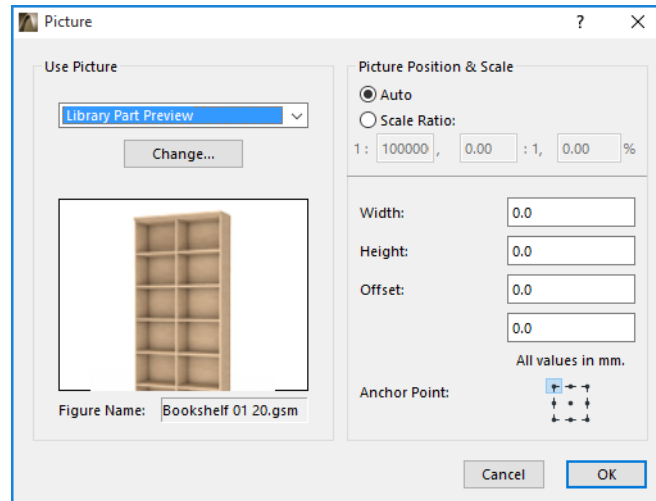 Picture
?
Use Picture
Library Part Preview
Change...
Figure Name: Bookshelf 01 20.gsm
Picture Position & Scale
Auto
Scale Ratio:
1 : 100000 , 0.00 : 1, 0.00 %
Width: 0.0
Height: 0.0
Offset: 0.0
0.0
All values in mm.
Anchor Point:
Cancel OK